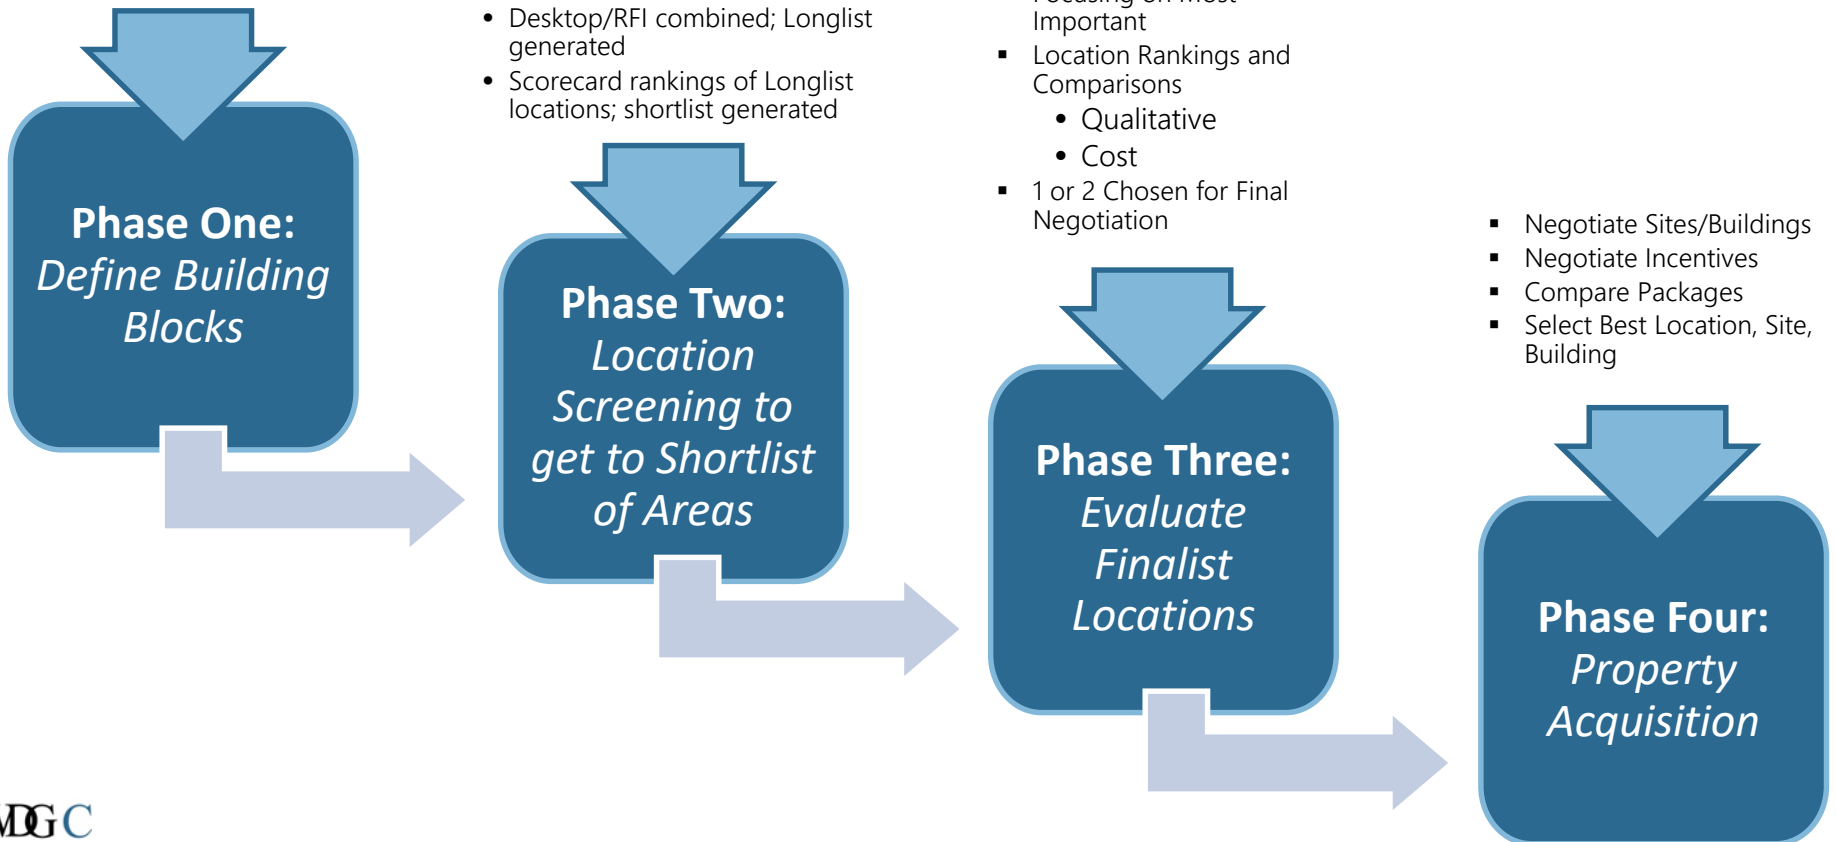 Phase One:
Define Building
Blocks
• Desktop/RFI combined; Longlist
generated
• Scorecard rankings of Longlist
locations; shortlist generated
Phase Two:
Location
Screening to
get to Shortlist
of Areas
Important
▪ Location Rankings and
Comparisons
• Qualitative
• Cost
▪ 1 or 2 Chosen for Final
Negotiation
Phase Three:
Evaluate
Finalist
Locations
▪ Negotiate Sites/Buildings
▪ Negotiate Incentives
▪ Compare Packages
▪ Select Best Location, Site,
Building
Phase Four:
Property
Acquisition